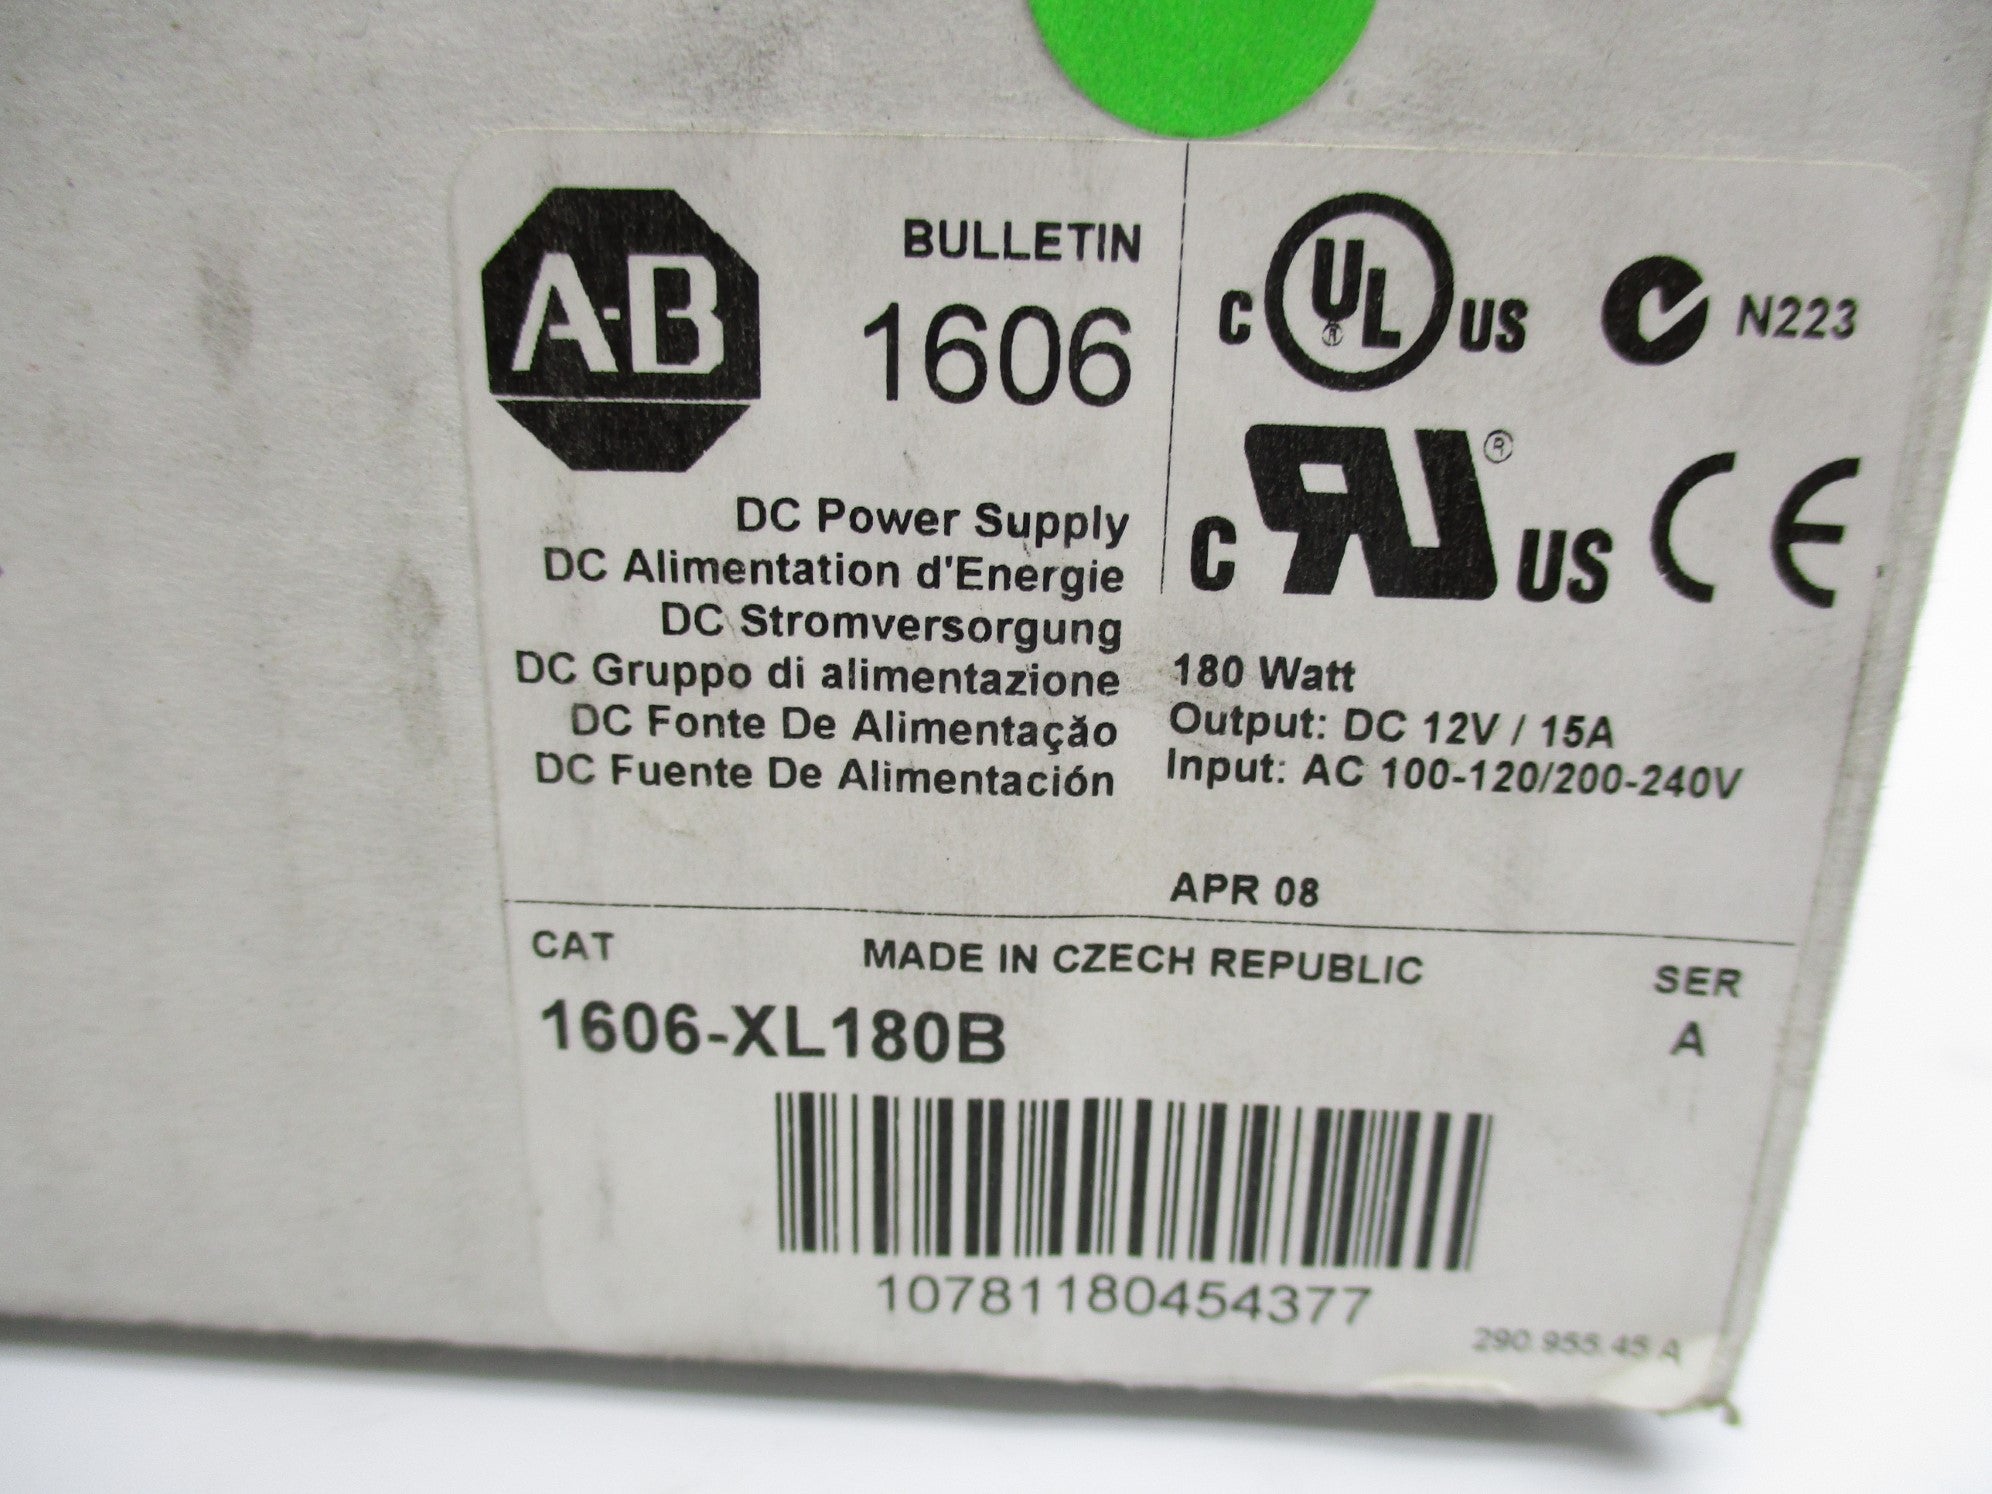 A-B
BULLETIN
1606
DC Power Supply
DC Alimentation d'Energie
DC Stromversorgung
DC Gruppo di alimentazione
DC Fonte De Alimentação
DC Fuente De Alimentación
C UL ® US
N223
C RU ® US
CE
180 Watt
Output: DC 12V / 15A
Input: AC 100-120/200-240V
APR 08
CAT
MADE IN CZECH REPUBLIC
SER
1606-XL180B
A
10781180454377
290.955.45 A